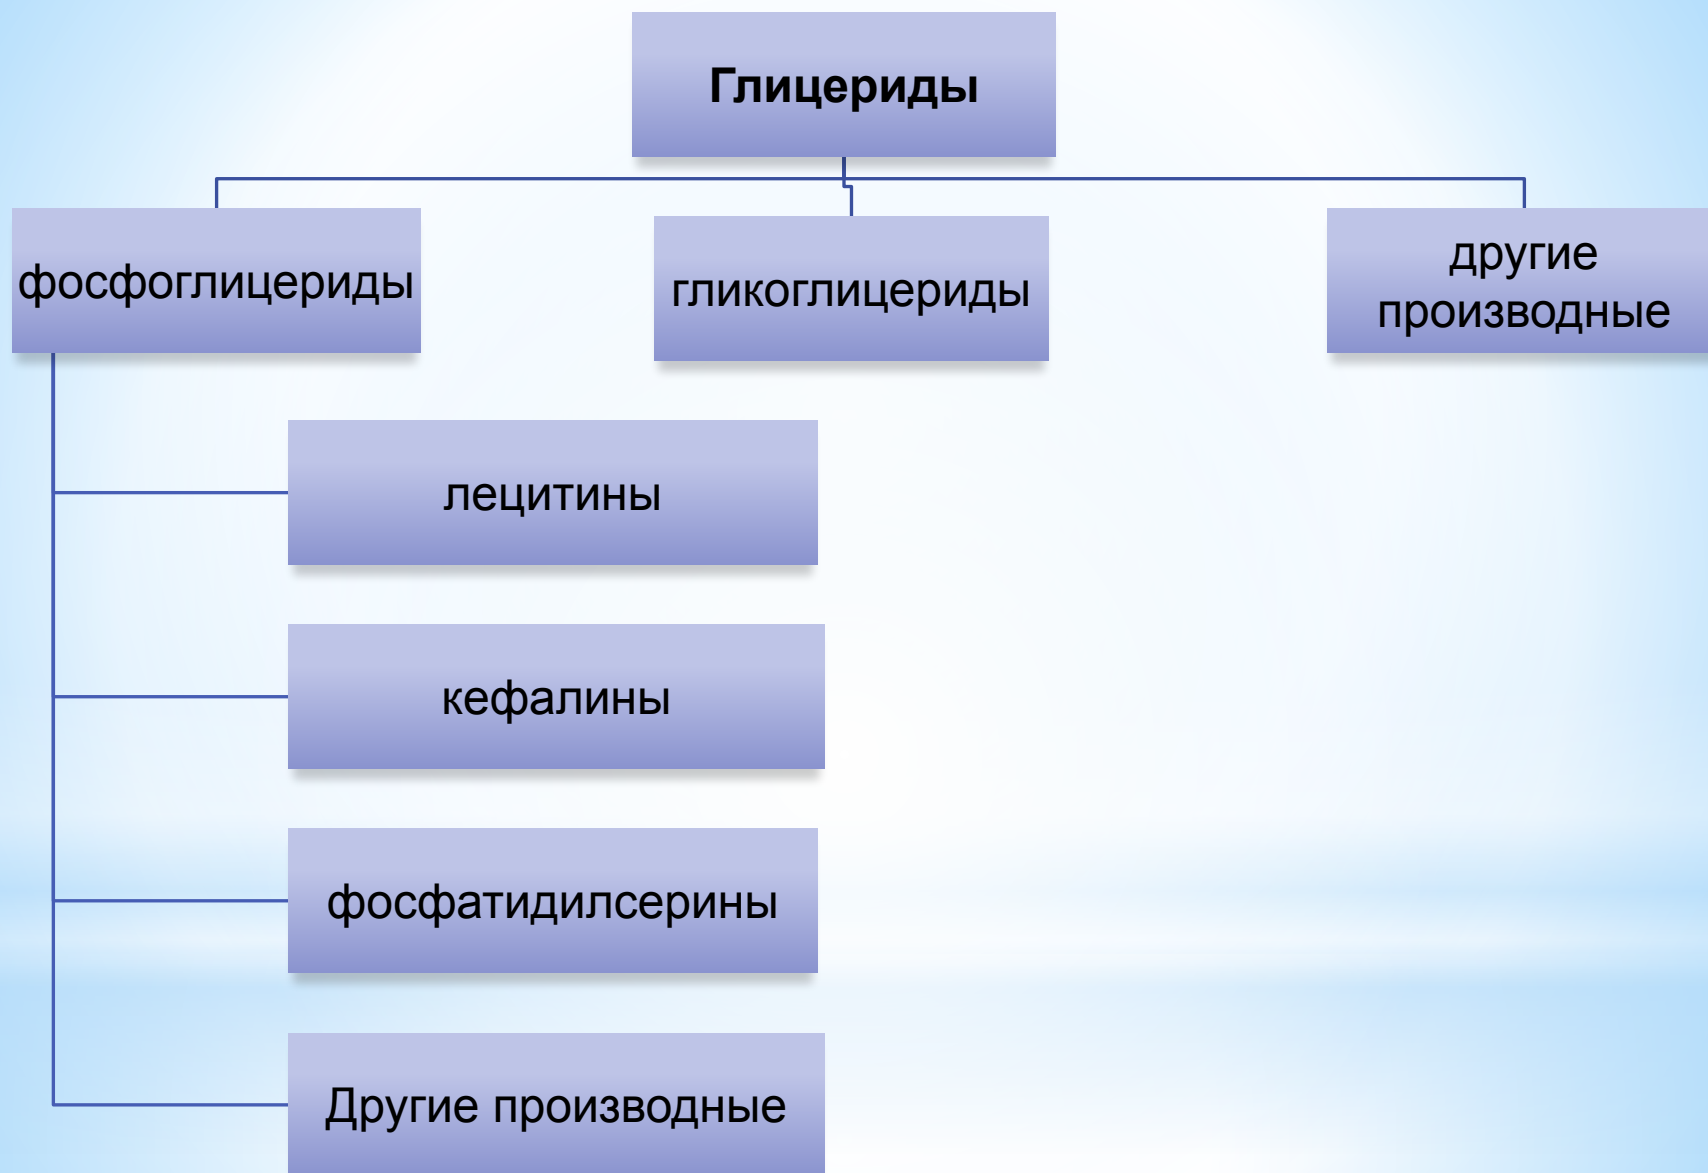 Глицериды
фосфоглицериды
гликоглицериды
другие
производные
лецитины
кефалины
фосфатидилсерины
Другие производные